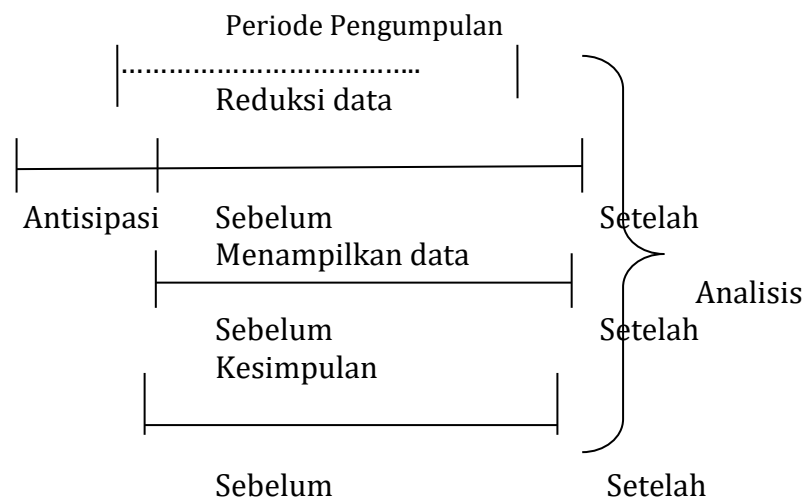 Periode Pengumpulan
…………………………………..
Reduksi data
Antisipasi Sebelum Setelah
Menampilkan data
Analisis
Sebelum Setelah
Kesimpulan
Sebelum Setelah